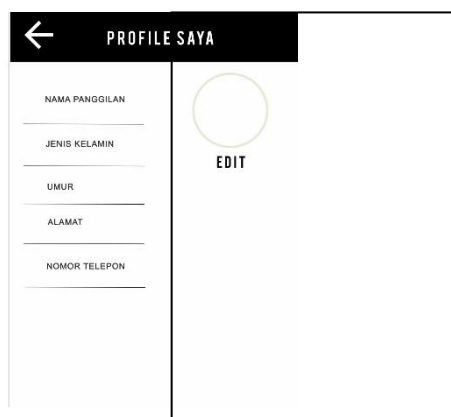 PROFILE SAYA
NAMA PANGGILAN
JENIS KELAMIN
EDIT
UMUR
ALAMAT
NOMOR TELEPON